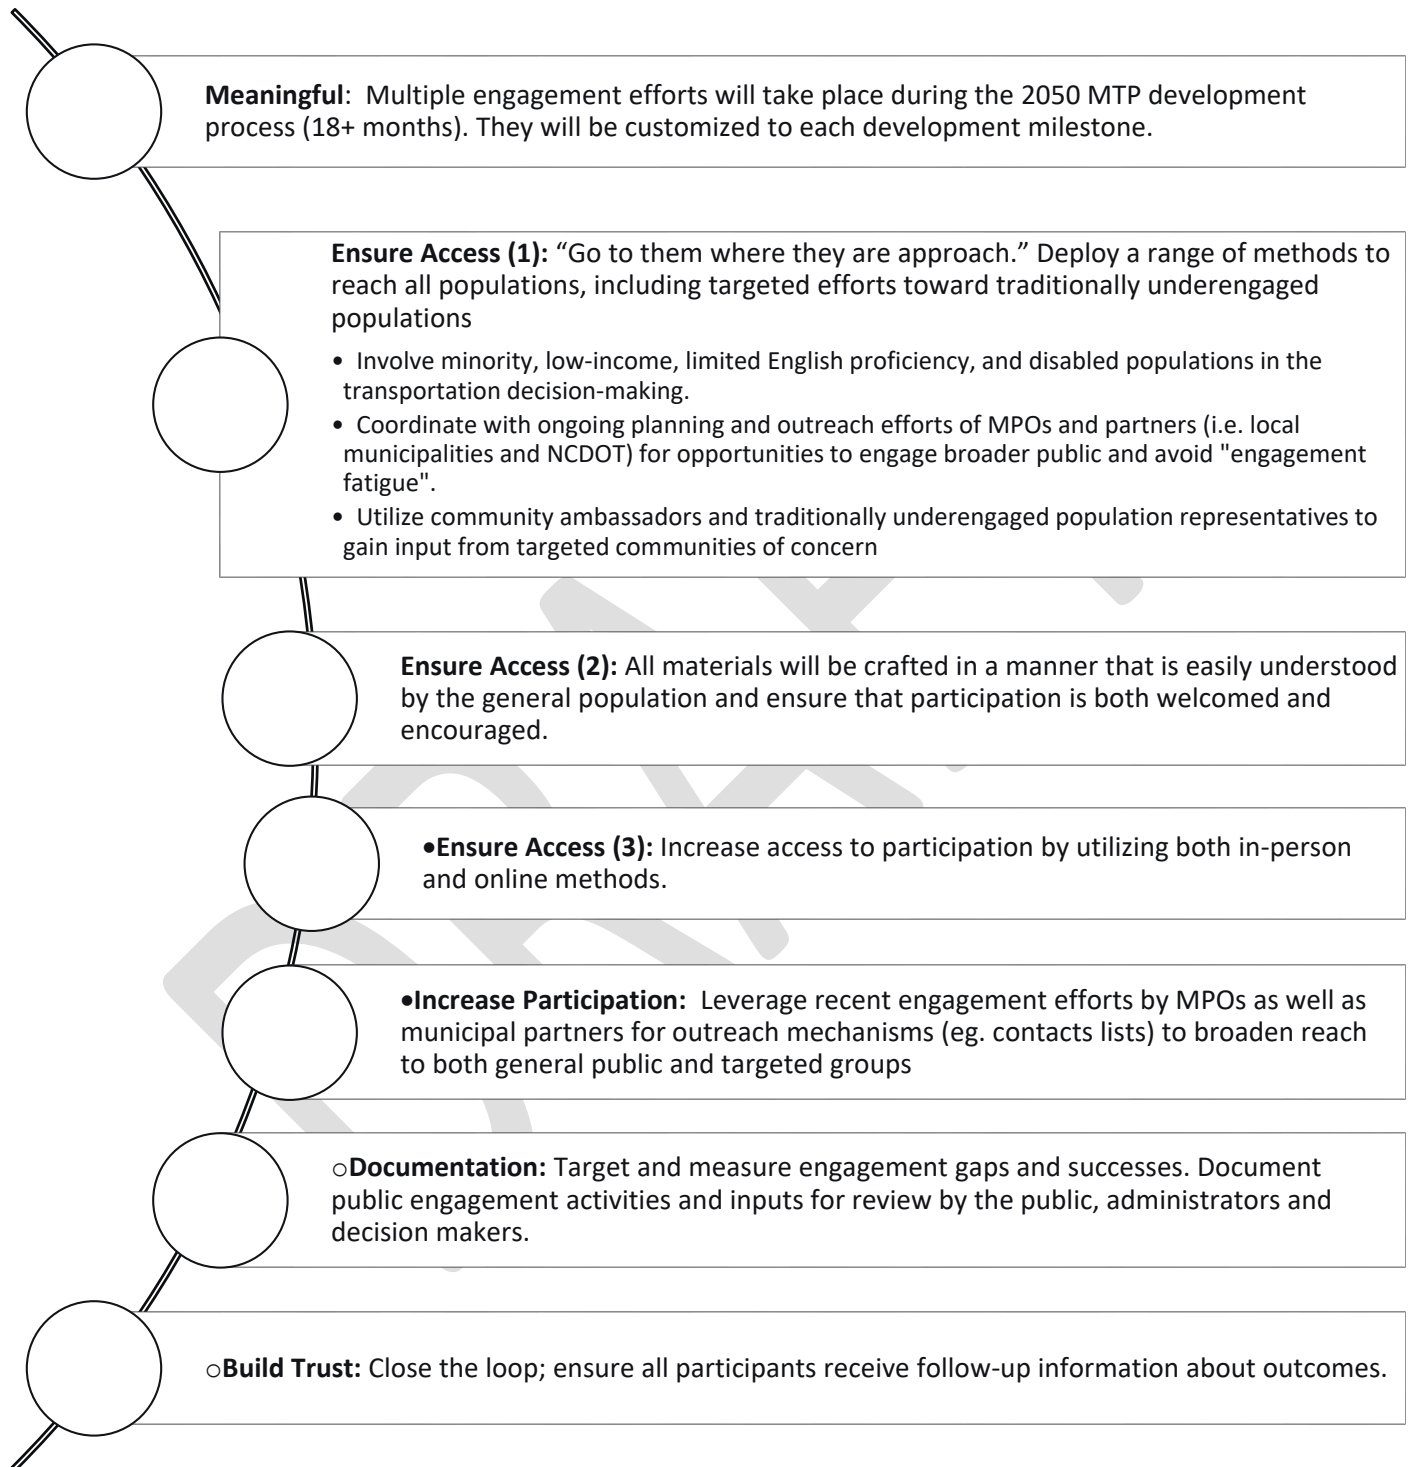 Meaningful:  Multiple engagement efforts will take place during the 2050 MTP development
process (18+ months). They will be customized to each development milestone.
Ensure Access (1): “Go to them where they are approach.” Deploy a range of methods to
reach all populations, including targeted efforts toward traditionally underengaged
populations
• Involve minority, low-income, limited English proficiency, and disabled populations in the
transportation decision-making.
• Coordinate with ongoing planning and outreach efforts of MPOs and partners (i.e. local
municipalities and NCDOT) for opportunities to engage broader public and avoid "engagement
fatigue".
• Utilize community ambassadors and traditionally underengaged population representatives to
gain input from targeted communities of concern
Ensure Access (2): All materials will be crafted in a manner that is easily understood
by the general population and ensure that participation is both welcomed and
encouraged.
•Ensure Access (3): Increase access to participation by utilizing both in-person
and online methods.
•Increase Participation:  Leverage recent engagement efforts by MPOs as well as
municipal partners for outreach mechanisms (eg. contacts lists) to broaden reach
to both general public and targeted groups
○Documentation: Target and measure engagement gaps and successes. Document
public engagement activities and inputs for review by the public, administrators and
decision makers.
○Build Trust: Close the loop; ensure all participants receive follow-up information about outcomes.
DRAFT